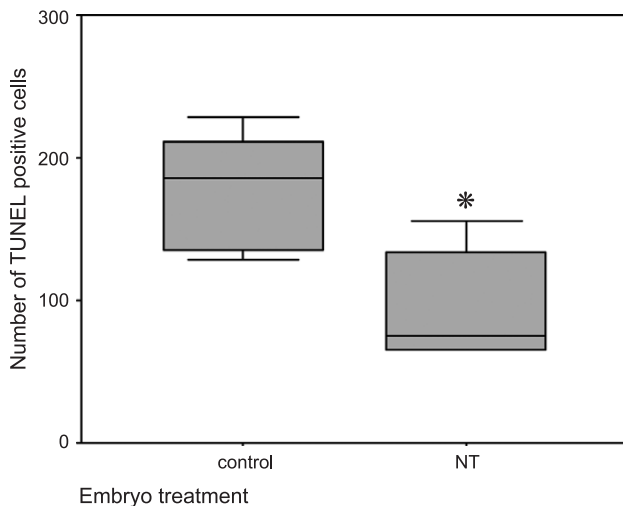 Number of TUNEL positive cells
300
200
100
0
*
control
NT
Embryo treatment